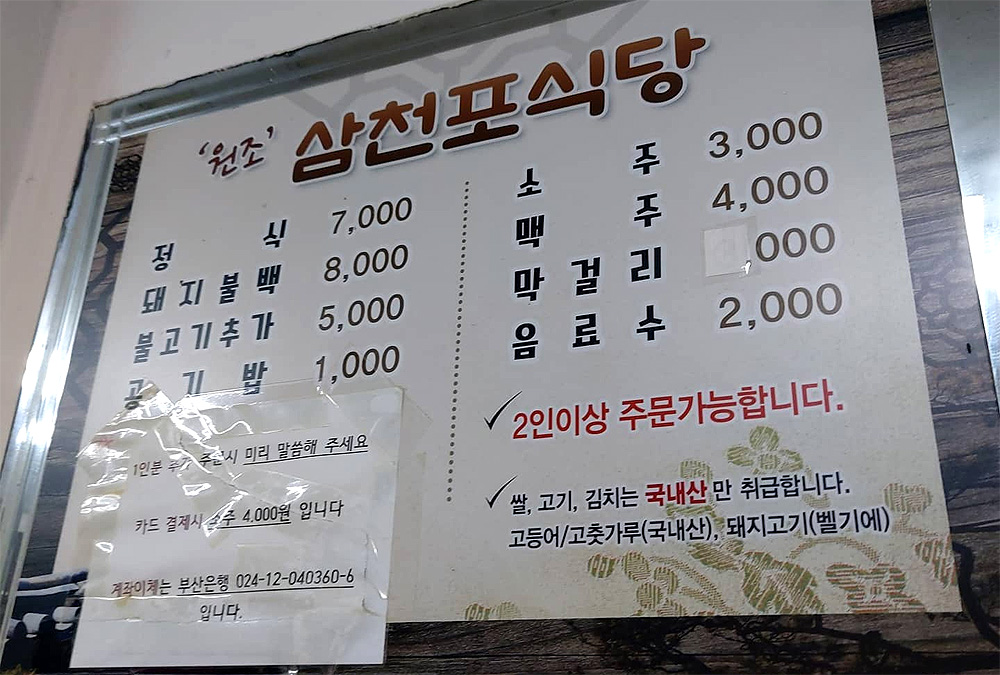 '원조' 삼천포식당
정식 7,000
돼지불백 8,000
불고기추가 5,000
공기밥 1,000
1인분 추가 주문시 미리 말씀해 주세요
카드 결제시 소주 4.000원 입니다
계좌이체는 부산은행 024-12-040360-6
입니다.
소주 3,000
맥주 4,000
막걸리 ,000
음료수 2,000
2인이상 주문가능합니다.
쌀, 고기, 김치는 국내산만 취급합니다.
고등어/고춧가루(국내산), 돼지고기(벨기에)